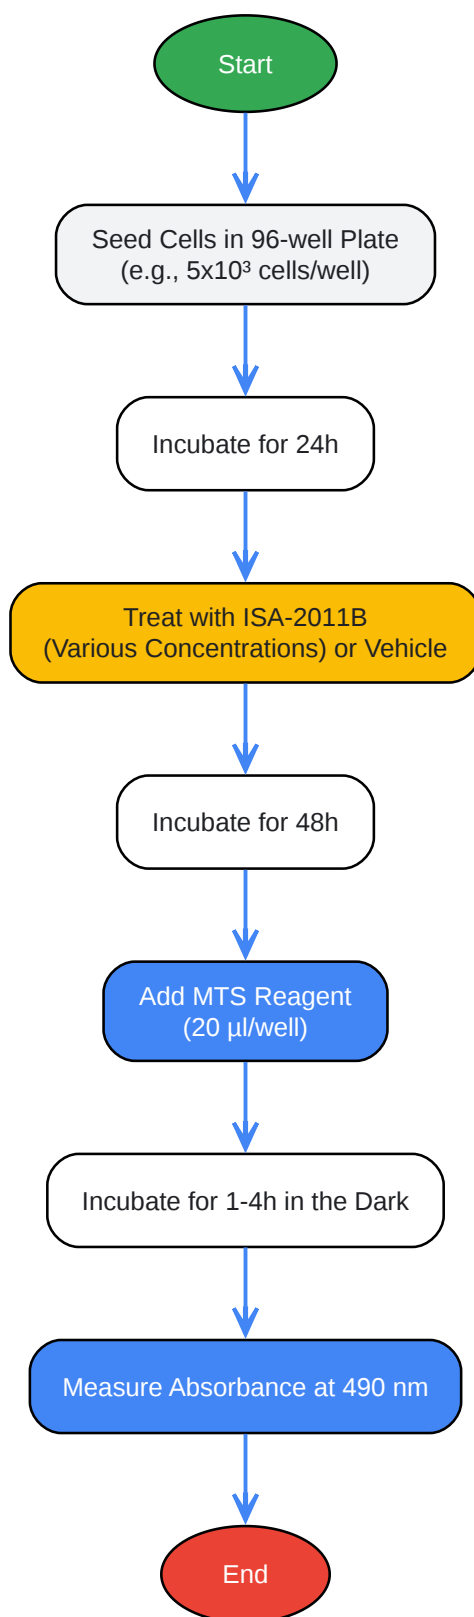 Start
Seed Cells in 96-well Plate
(e.g., 5x10³ cells/well)
Incubate for 24h
Treat with ISA-2011B
(Various Concentrations) or Vehicle
Incubate for 48h
Add MTS Reagent
(20 µl/well)
Incubate for 1-4h in the Dark
Measure Absorbance at 490 nm
End